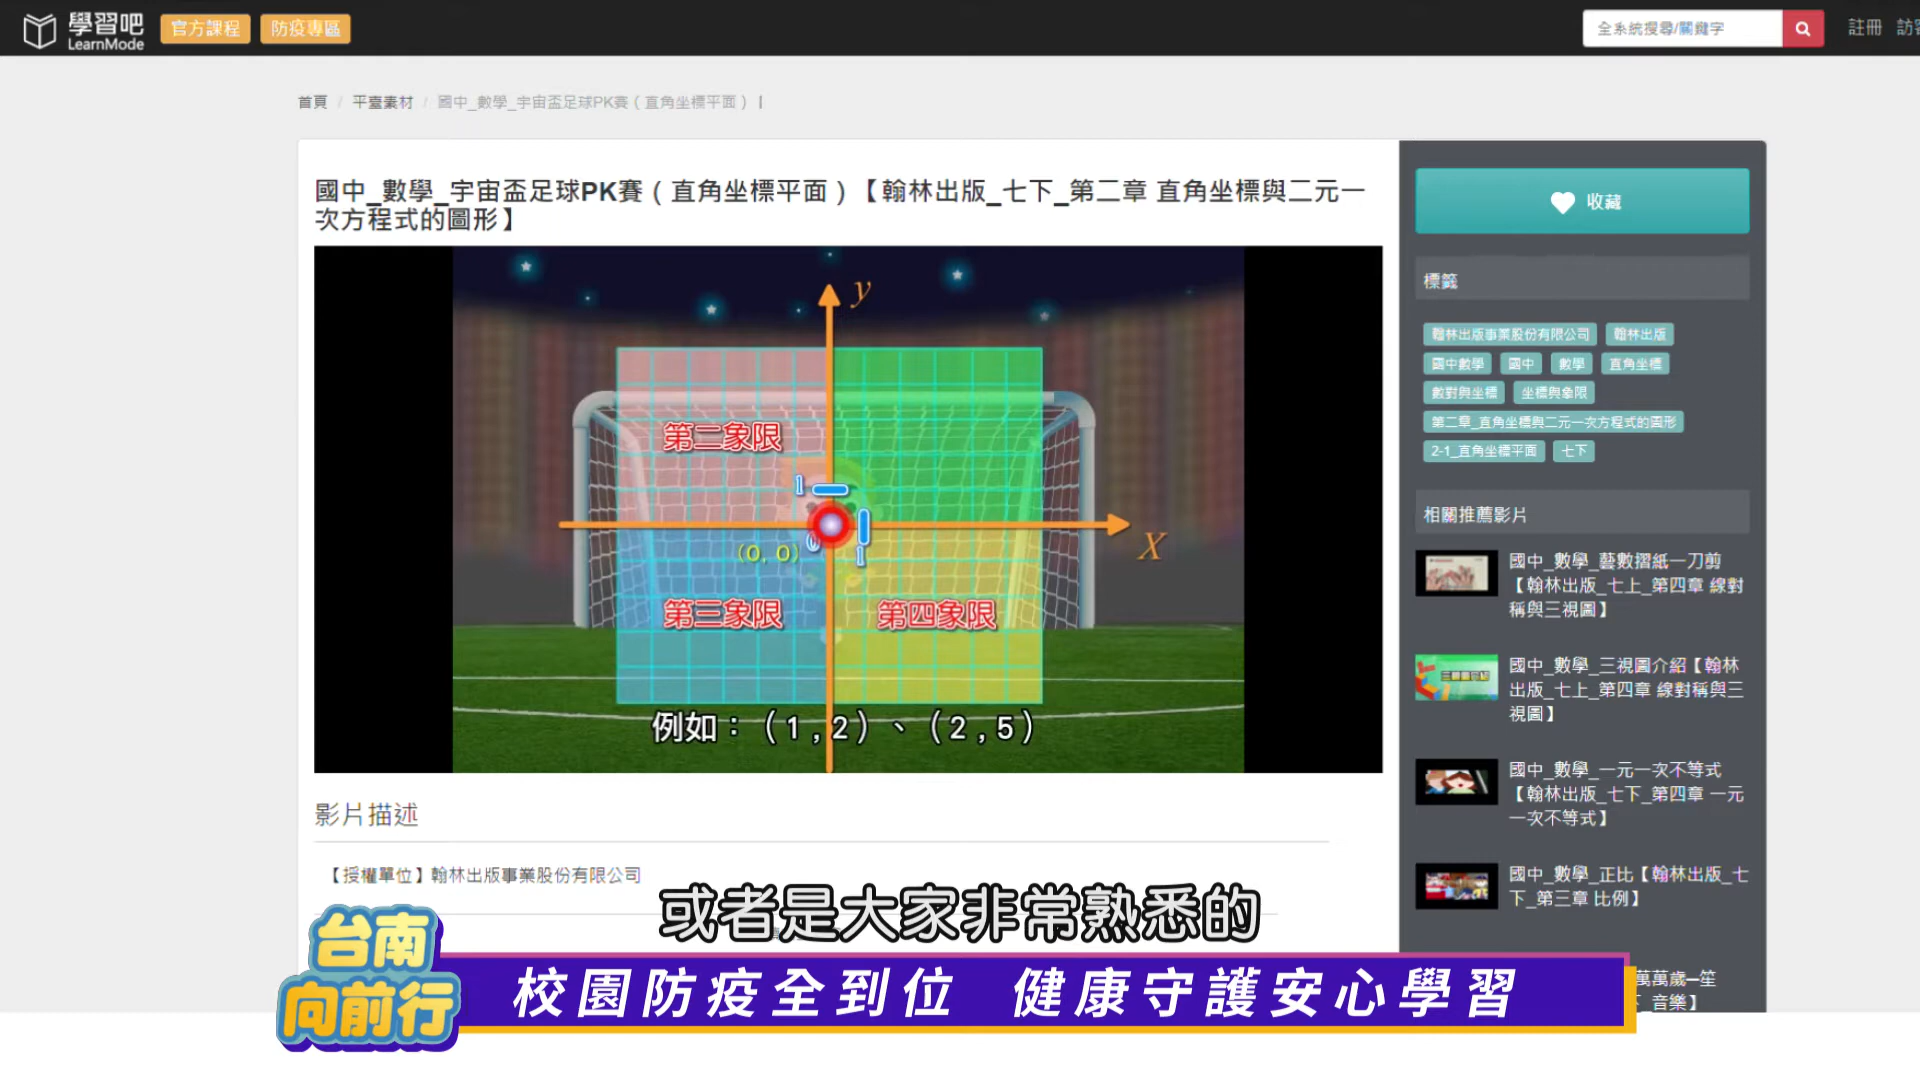 學習吧
LearnMode
官方課程
防疫專區
全系統搜尋/關鍵字
註冊
首頁 / 平臺素材 / 國中_數學_宇宙盃足球PK賽（直角坐標平面）
國中_數學_宇宙盃足球PK賽（直角坐標平面）【翰林出版_七下_第二章 直角坐標與二元一
次方程式的圖形】
y
第二象限
1
(0, 0)
0
1
X
第三象限
第四象限
例如：（1 , 2）、（2 , 5）
影片描述
【授權單位】翰林出版事業股份有限公司
收藏
標籤
翰林出版事業股份有限公司
翰林出版
國中數學
國中
數學
直角坐標
數對與坐標
坐標與象限
第二章_直角坐標與二元一次方程式的圖形
2-1_直角坐標平面
七下
相關推薦影片
國中_數學_藝數摺紙一刀剪
【翰林出版_七上_第四章 線對
稱與三視圖】
國中_數學_三視圖介紹【翰林
出版_七上_第四章 線對稱與三
視圖】
國中_數學_一元一次不等式
【翰林出版_七下_第四章 一元
一次不等式】
國中_數學_正比【翰林出版_七
下_第三章 比例】
萬萬歲─笙
音樂】
或者是大家非常熟悉的
台南
向前行
校園防疫全到位 健康守護安心學習